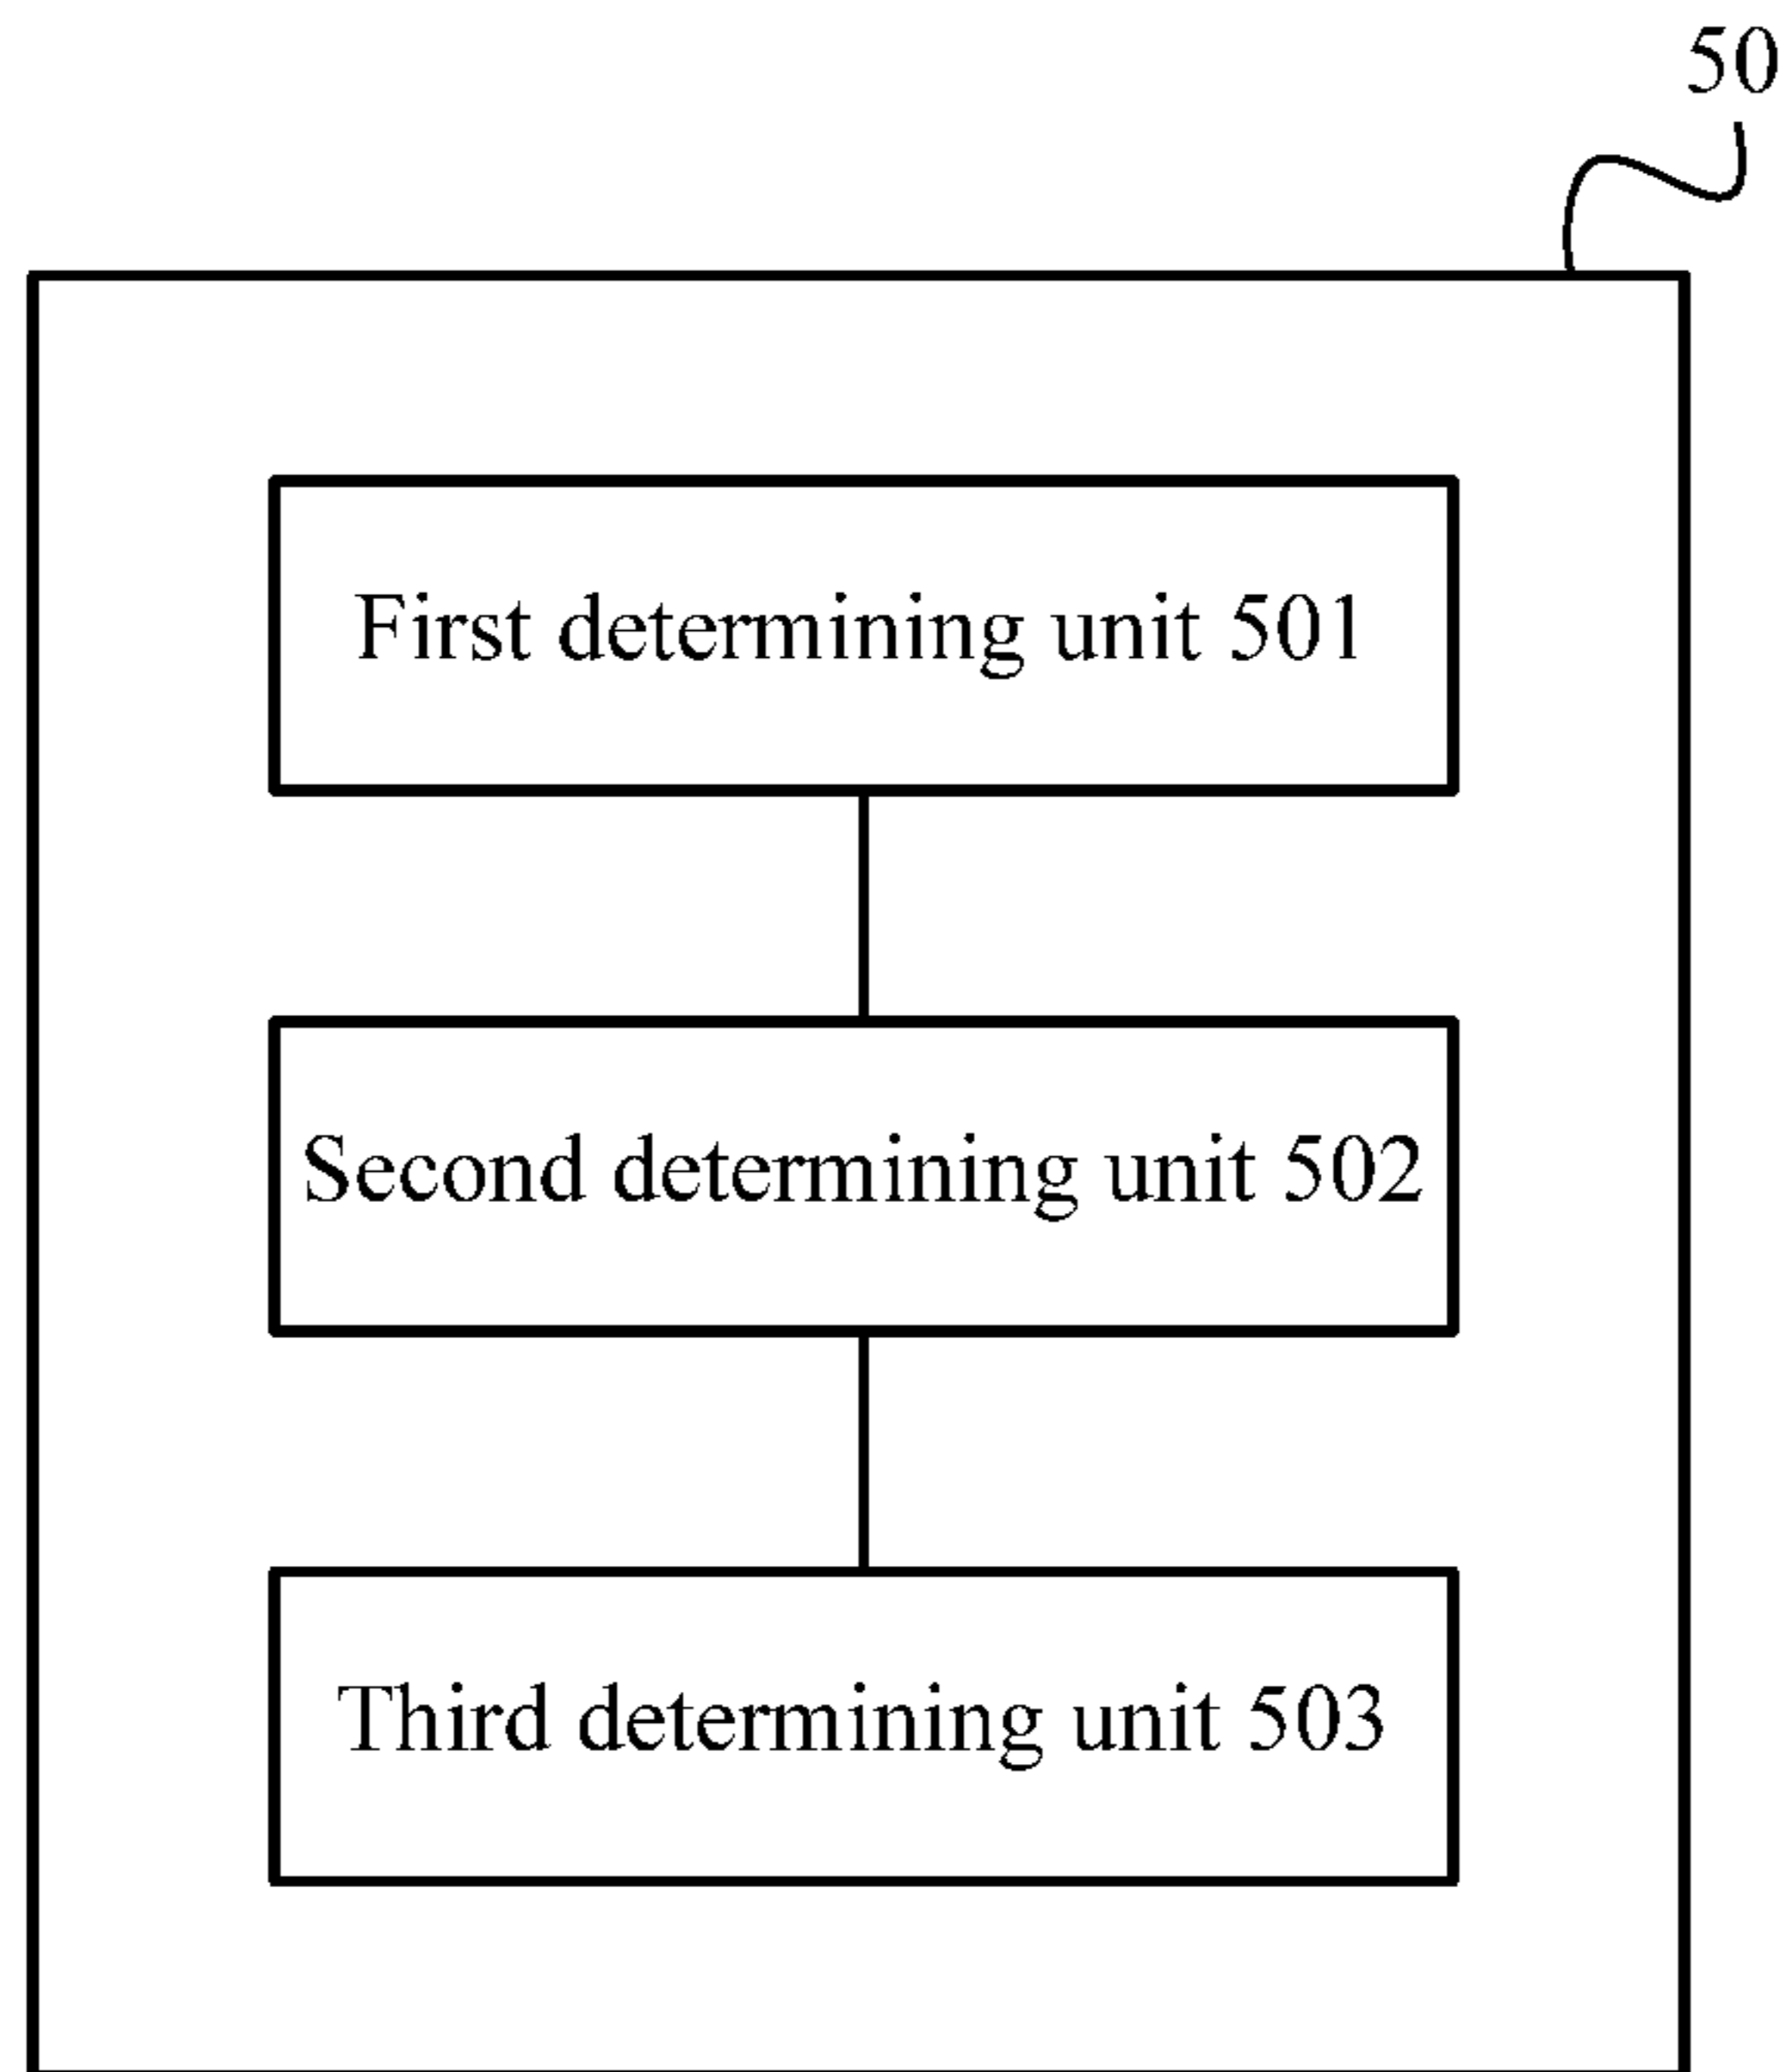 50
First determining unit 501
Second determining unit 502
Third determining unit 503